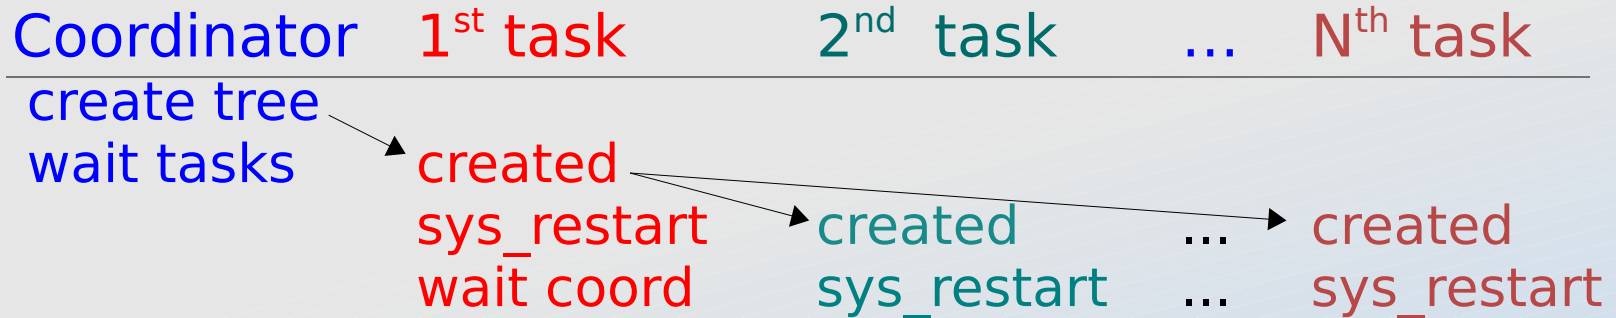 Coordinator 1st task 2nd task ... Nth task
create tree
wait tasks created
sys_restart created ... created
wait coord sys_restart ... sys_restart